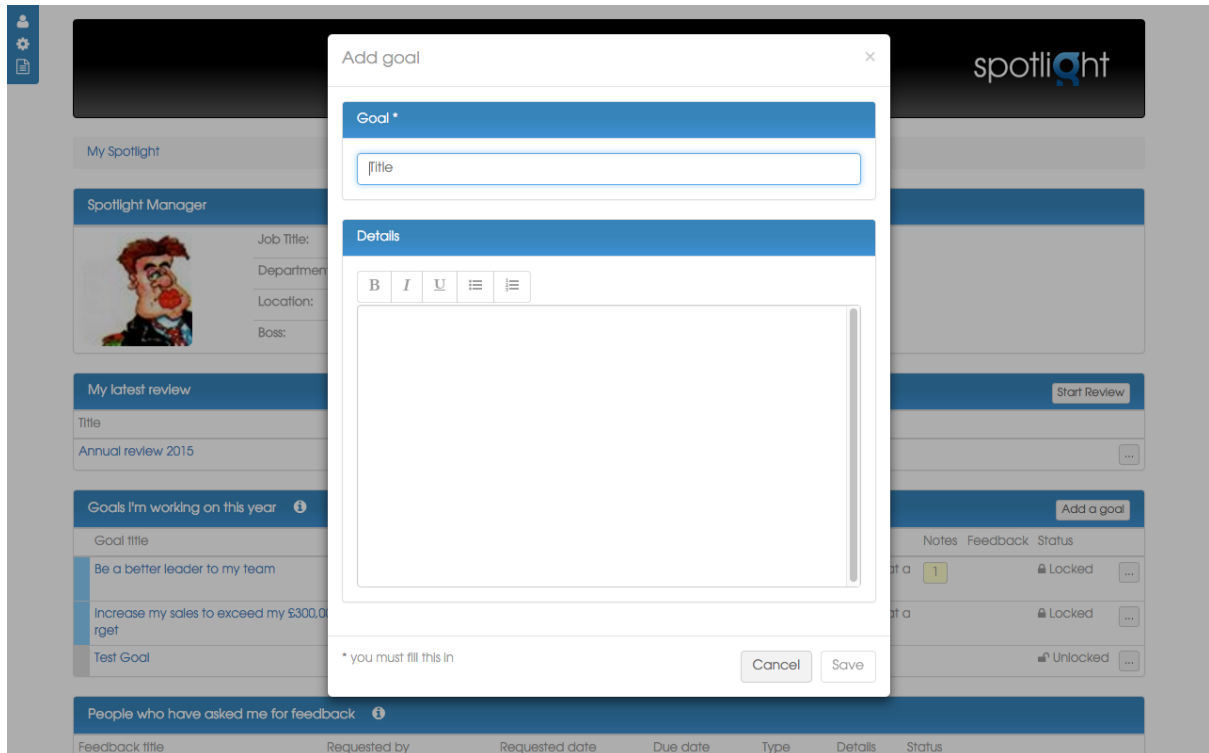 Add goal ×
spotlight
Goal *
Title
My Spotlight
Spotlight Manager
Job Title:
Location:
Boss:
Details
B I U
My latest review
Start Review
Title
Annual review 2015
...
Goals I'm working on this year
Add a goal
Goal title
Notes Feedback Status
Be a better leader to my team
at a
1
Locked
...
Increase my sales to exceed my
rget
at a
Locked
...
Test Goal
Unlocked
...
* you must fill this in
Cancel
Save
People who have asked me for feedback
Feedback title Requested by Requested date Due date Type Details Status